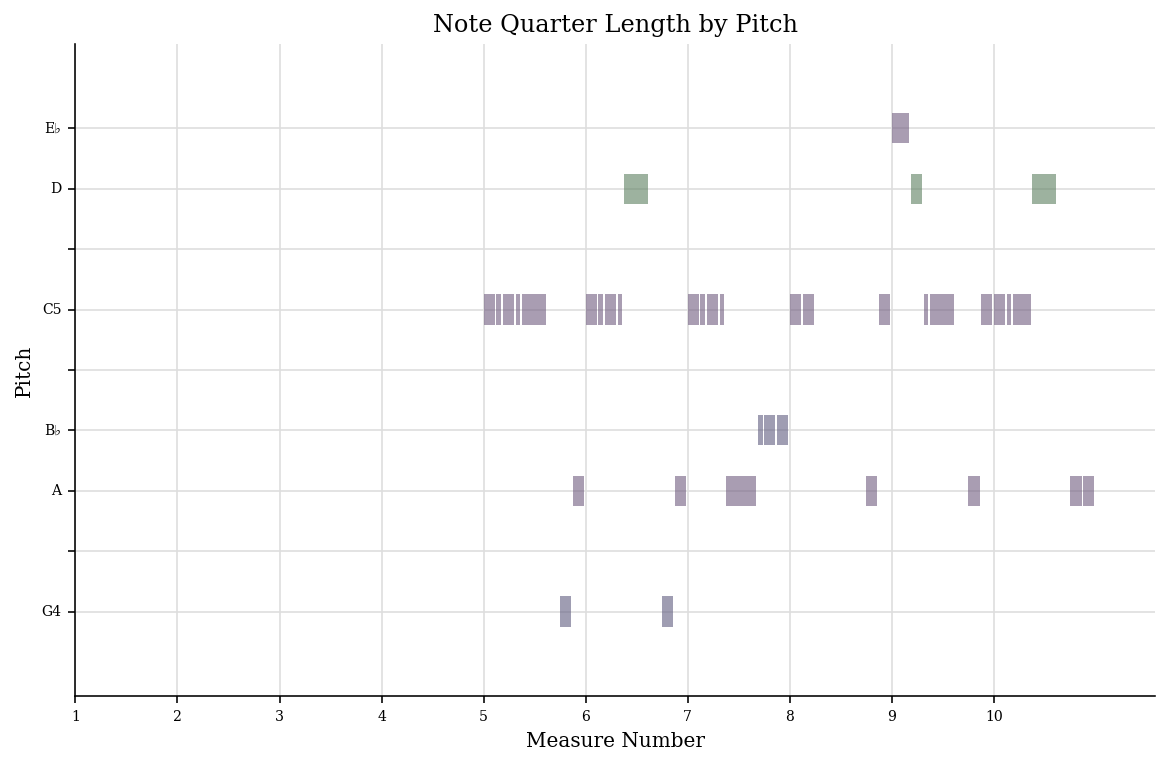 Note Quarter Length by Pitch
E♭
D
C5
B♭
A
G4
Pitch
1 2 3 4 5 6 7 8 9 10
Measure Number